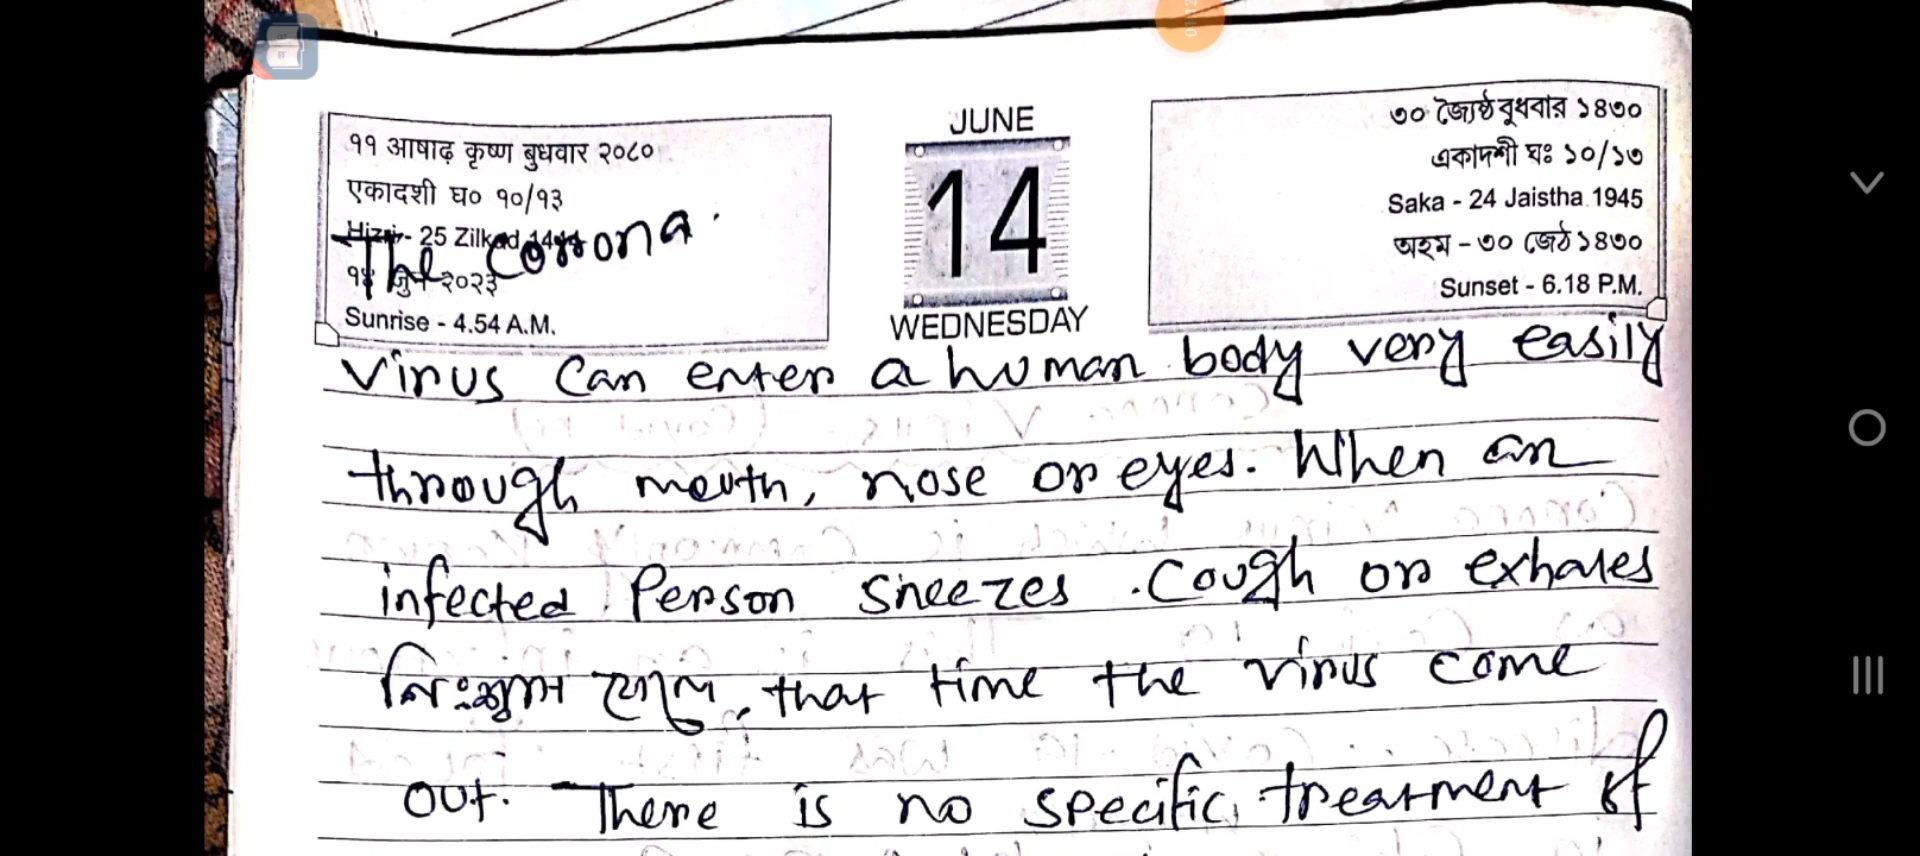 ११ आषाढ़ कृष्ण बुधवार २०८०
एकादशी घ० १०/१३
Hizri - 25 Zilkad 1444
१४ जुन २०२३
Sunrise - 4.54 A.M.
JUNE
14
WEDNESDAY
৩০ জ্যৈষ্ঠ বুধবার ১৪৩০
একাদশী ঘঃ ১০/১৩
Saka - 24 Jaistha 1945
অহম - ৩০ জেঠ ১৪৩০
Sunset - 6.18 P.M.
The corona
virus can enter a human body very easily
through mouth, nose or eyes. When an
infected Person sneezes. Cough or exhales
নিঃশ্বাস ফেলে, that time the virus come
out. There is no specific treatment of